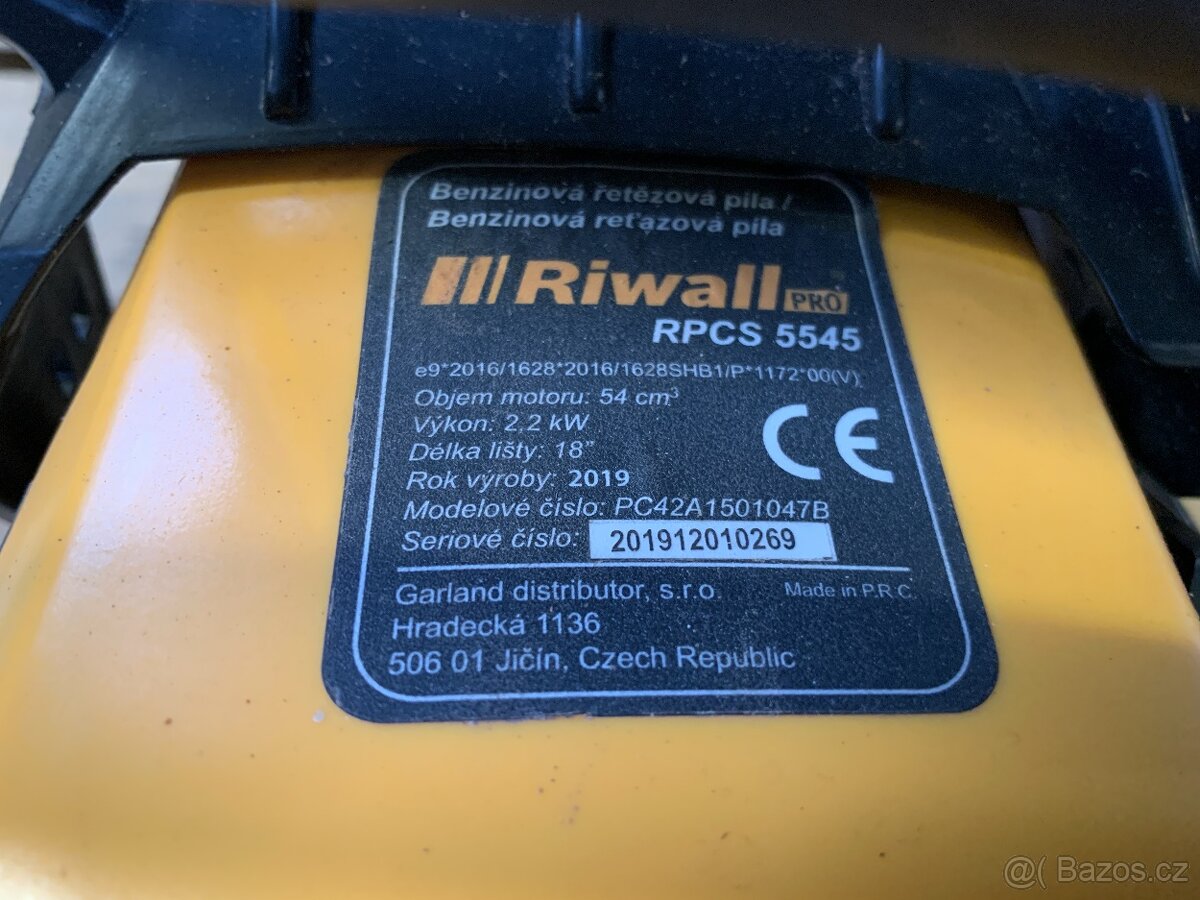 Benzinová řetězová pila /
Benzinová reťazová píla
Riwall PRO
RPCS 5545
e9*2016/1628*2016/1628SHB1/P*1172*00(V);
Objem motoru: 54 cm³
Výkon: 2.2 kW
Délka lišty: 18"
Rok výroby: 2019
CE
Modelové číslo: PC42A1501047B
Seriové číslo: 201912010269
Garland distributor, s.r.o. Made in P.R.C.
Hradecká 1136
506 01 Jičín, Czech Republic
Bazos.cz